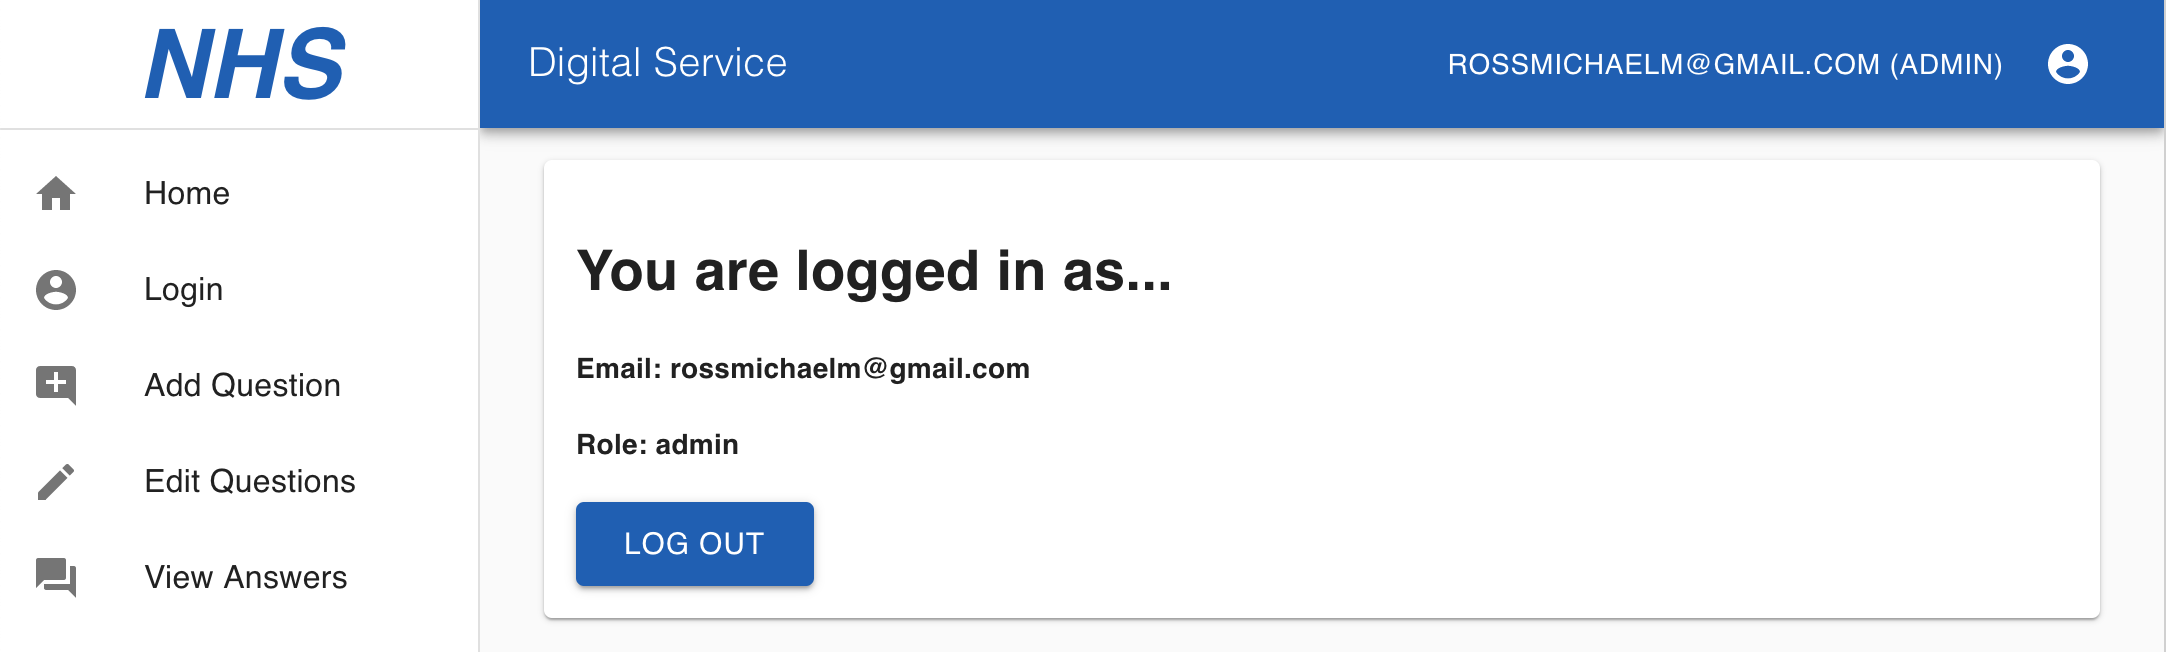 NHS
Digital Service
ROSSMICHAELM@GMAIL.COM (ADMIN)
Home
Login
Add Question
Edit Questions
View Answers
You are logged in as...
Email: rossmichaelm@gmail.com
Role: admin
LOG OUT